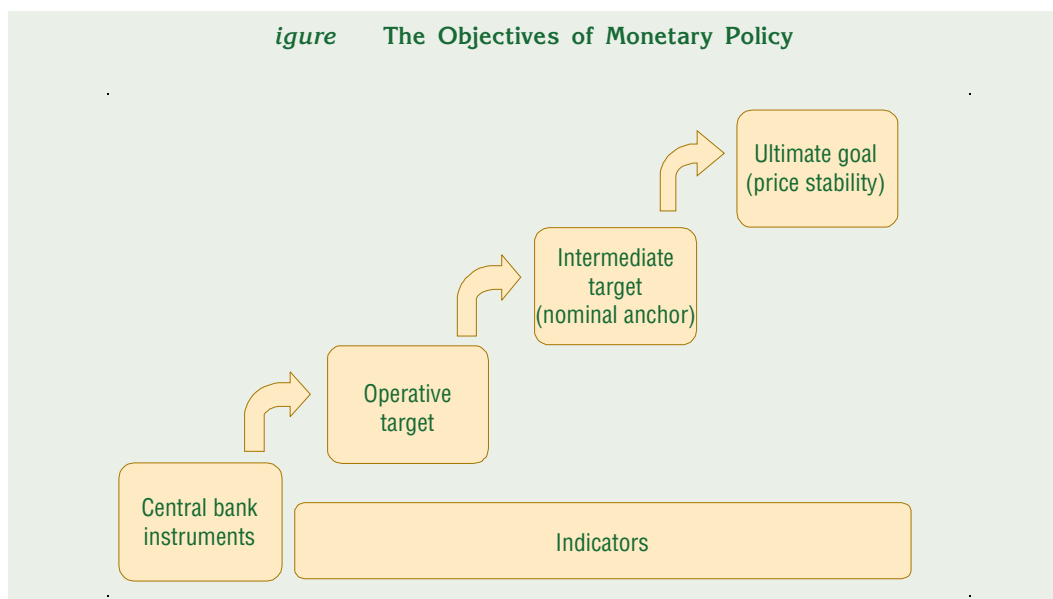 igure The Objectives of Monetary Policy
Ultimate goal
(price stability)
Intermediate
target
(nominal anchor)
Operative
target
Central bank
instruments
Indicators